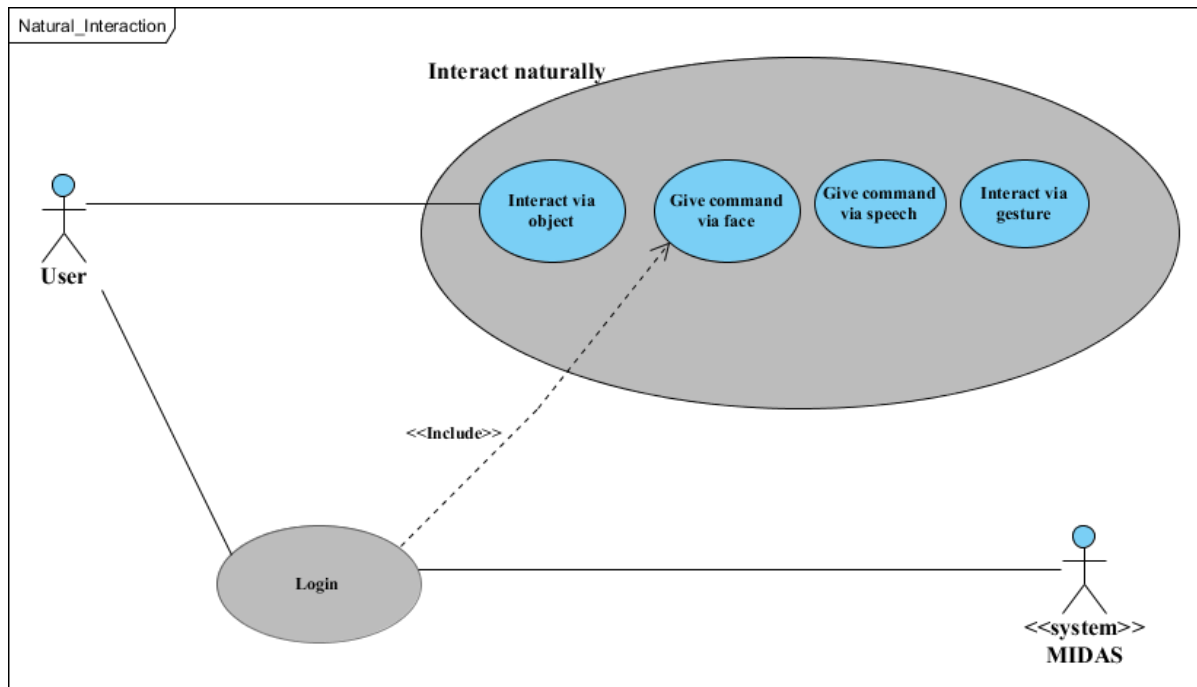 Natural_Interaction
Interact naturally
Interact via
object
Give command
via face
Give command
via speech
Interact via
gesture
User
<<Include>>
Login
<<system>>
MIDAS